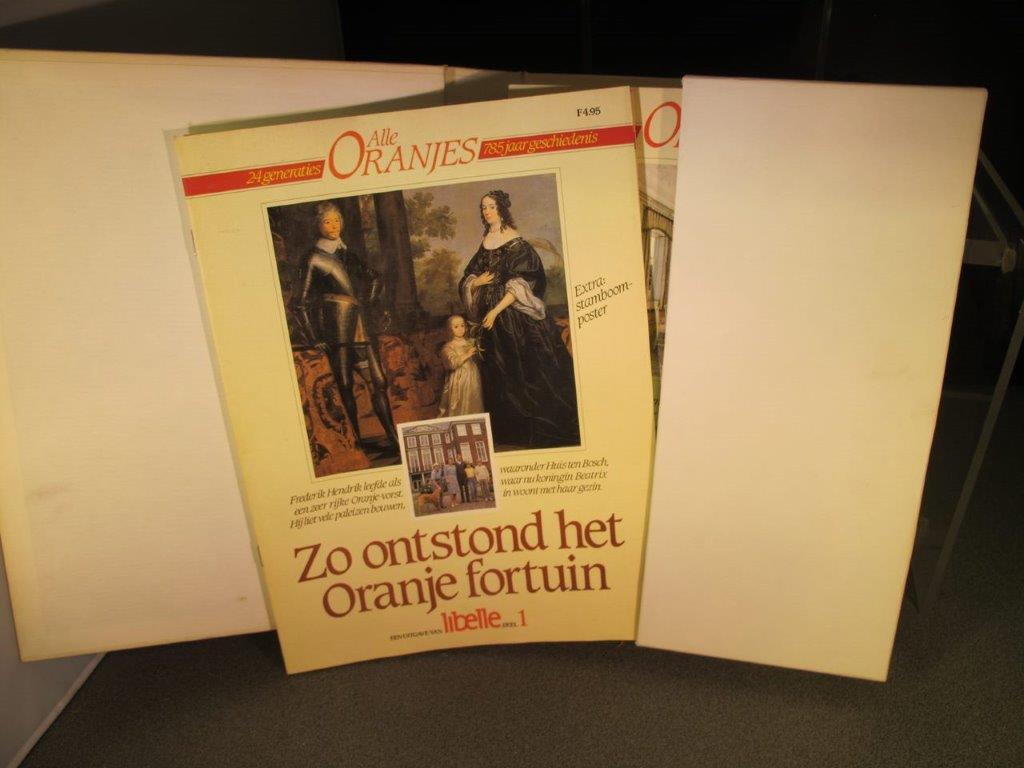 F 4.95
Alle
24 generaties ORANJES 785 jaar geschiedenis
Extra:
stamboom-
poster
Frederik Hendrik leefde als
een zeer rijke Oranje-vorst.
Hij liet vele paleizen bouwen,
waaronder Huis ten Bosch,
waar nu koningin Beatrix
in woont met haar gezin.
Zo ontstond het
Oranje fortuin
EEN UITGAVE VAN libelle DEEL 1
O